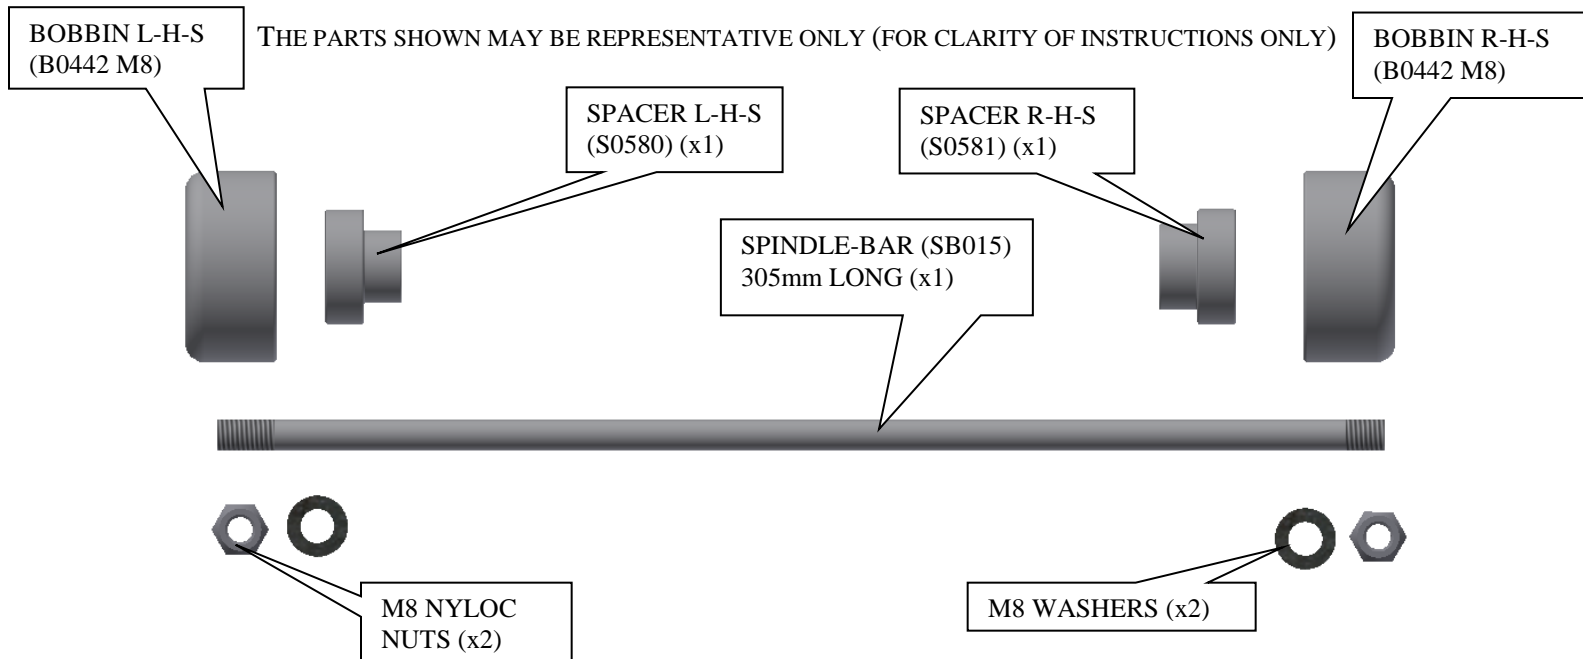 BOBBIN L-H-S
(B0442 M8)
THE PARTS SHOWN MAY BE REPRESENTATIVE ONLY (FOR CLARITY OF INSTRUCTIONS ONLY)
BOBBIN R-H-S
(B0442 M8)
SPACER L-H-S
(S0580) (x1)
SPACER R-H-S
(S0581) (x1)
SPINDLE-BAR (SB015)
305mm LONG (x1)
M8 NYLOC
NUTS (x2)
M8 WASHERS (x2)